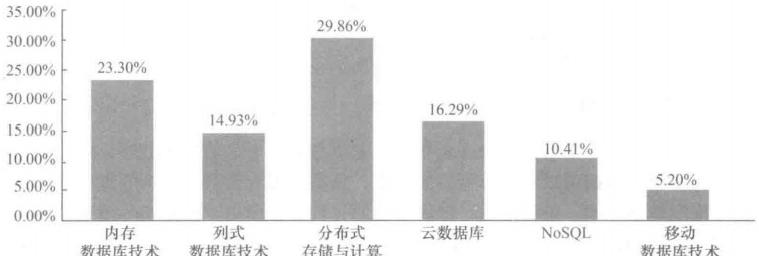 35.00%
30.00%
25.00%
20.00%
15.00%
10.00%
5.00%
0.00%
23.30%
14.93%
29.86%
16.29%
10.41%
5.20%
内存
数据库技术
列式
数据库技术
分布式
存储与计算
云数据库
NoSQL
移动
数据库技术